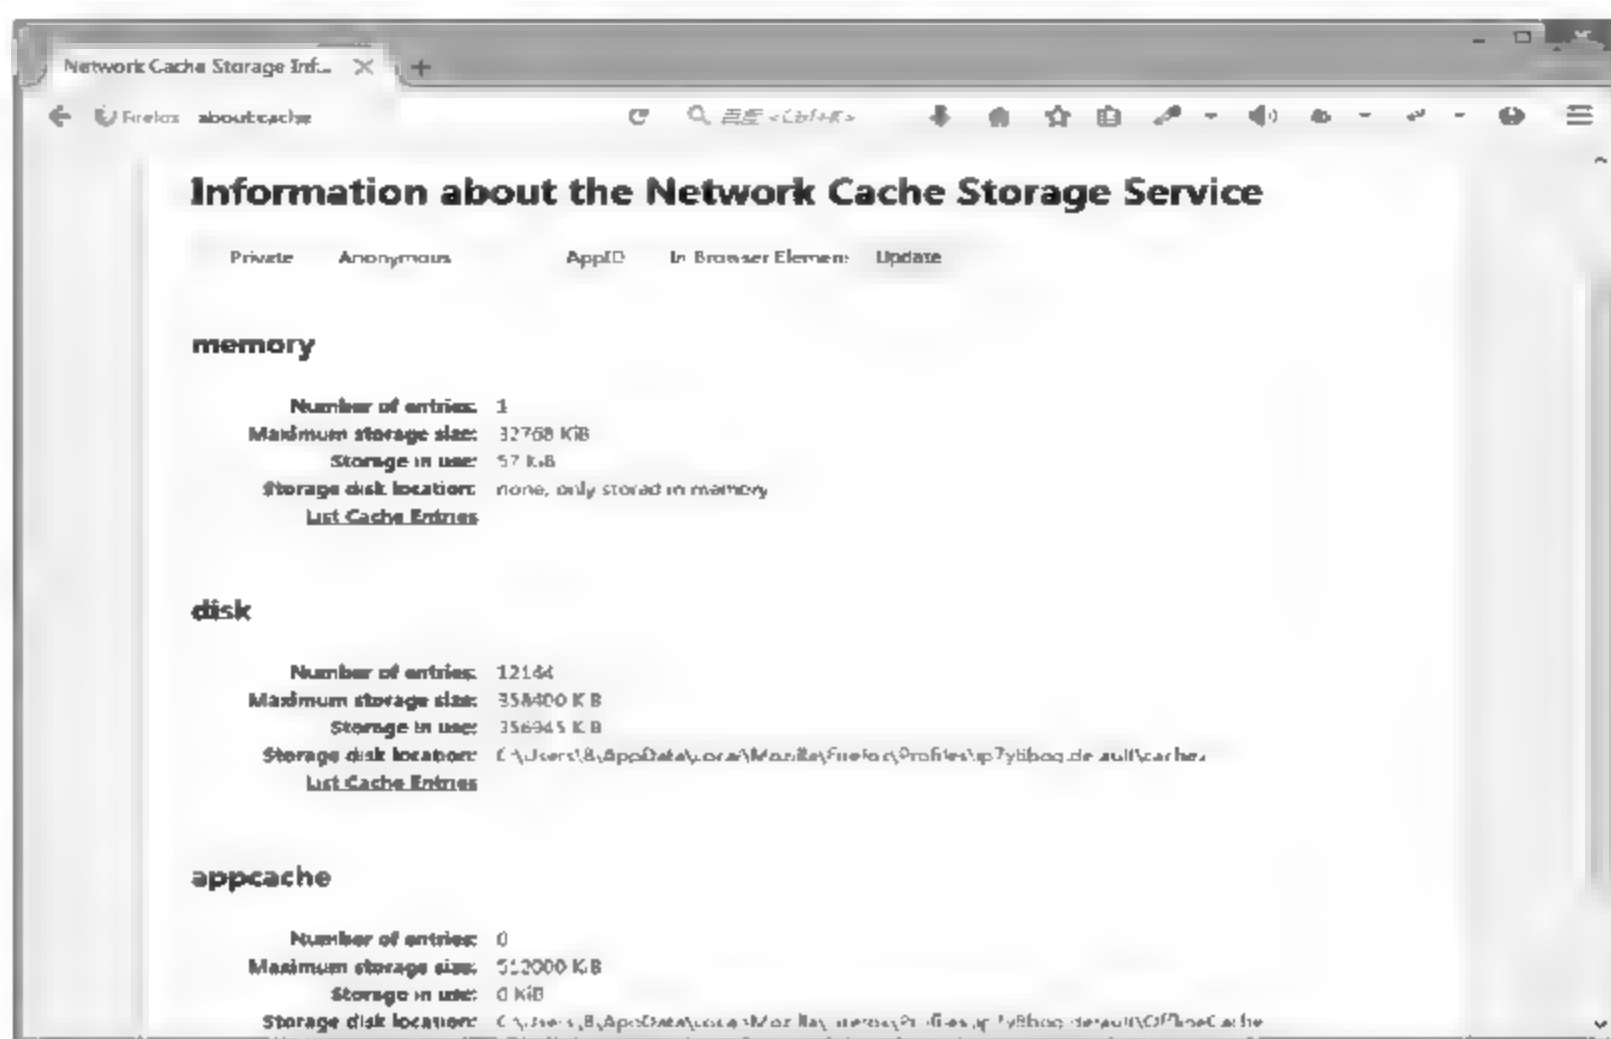 Network Cache Storage Inf...
Firefox about:cache 百度 <Ctrl+K>
Information about the Network Cache Storage Service
Private Anonymous AppID In Browser Element Update
memory
Number of entries: 1
Maximum storage size: 32768 KiB
Storage in use: 57 KiB
Storage disk location: none, only stored in memory
List Cache Entries
disk
Number of entries: 12144
Maximum storage size: 358400 KiB
Storage in use: 356945 KiB
Storage disk location:
List Cache Entries
appcache
Number of entries: 0
Maximum storage size: 512000 KiB
Storage in use: 0 KiB
Storage disk location: